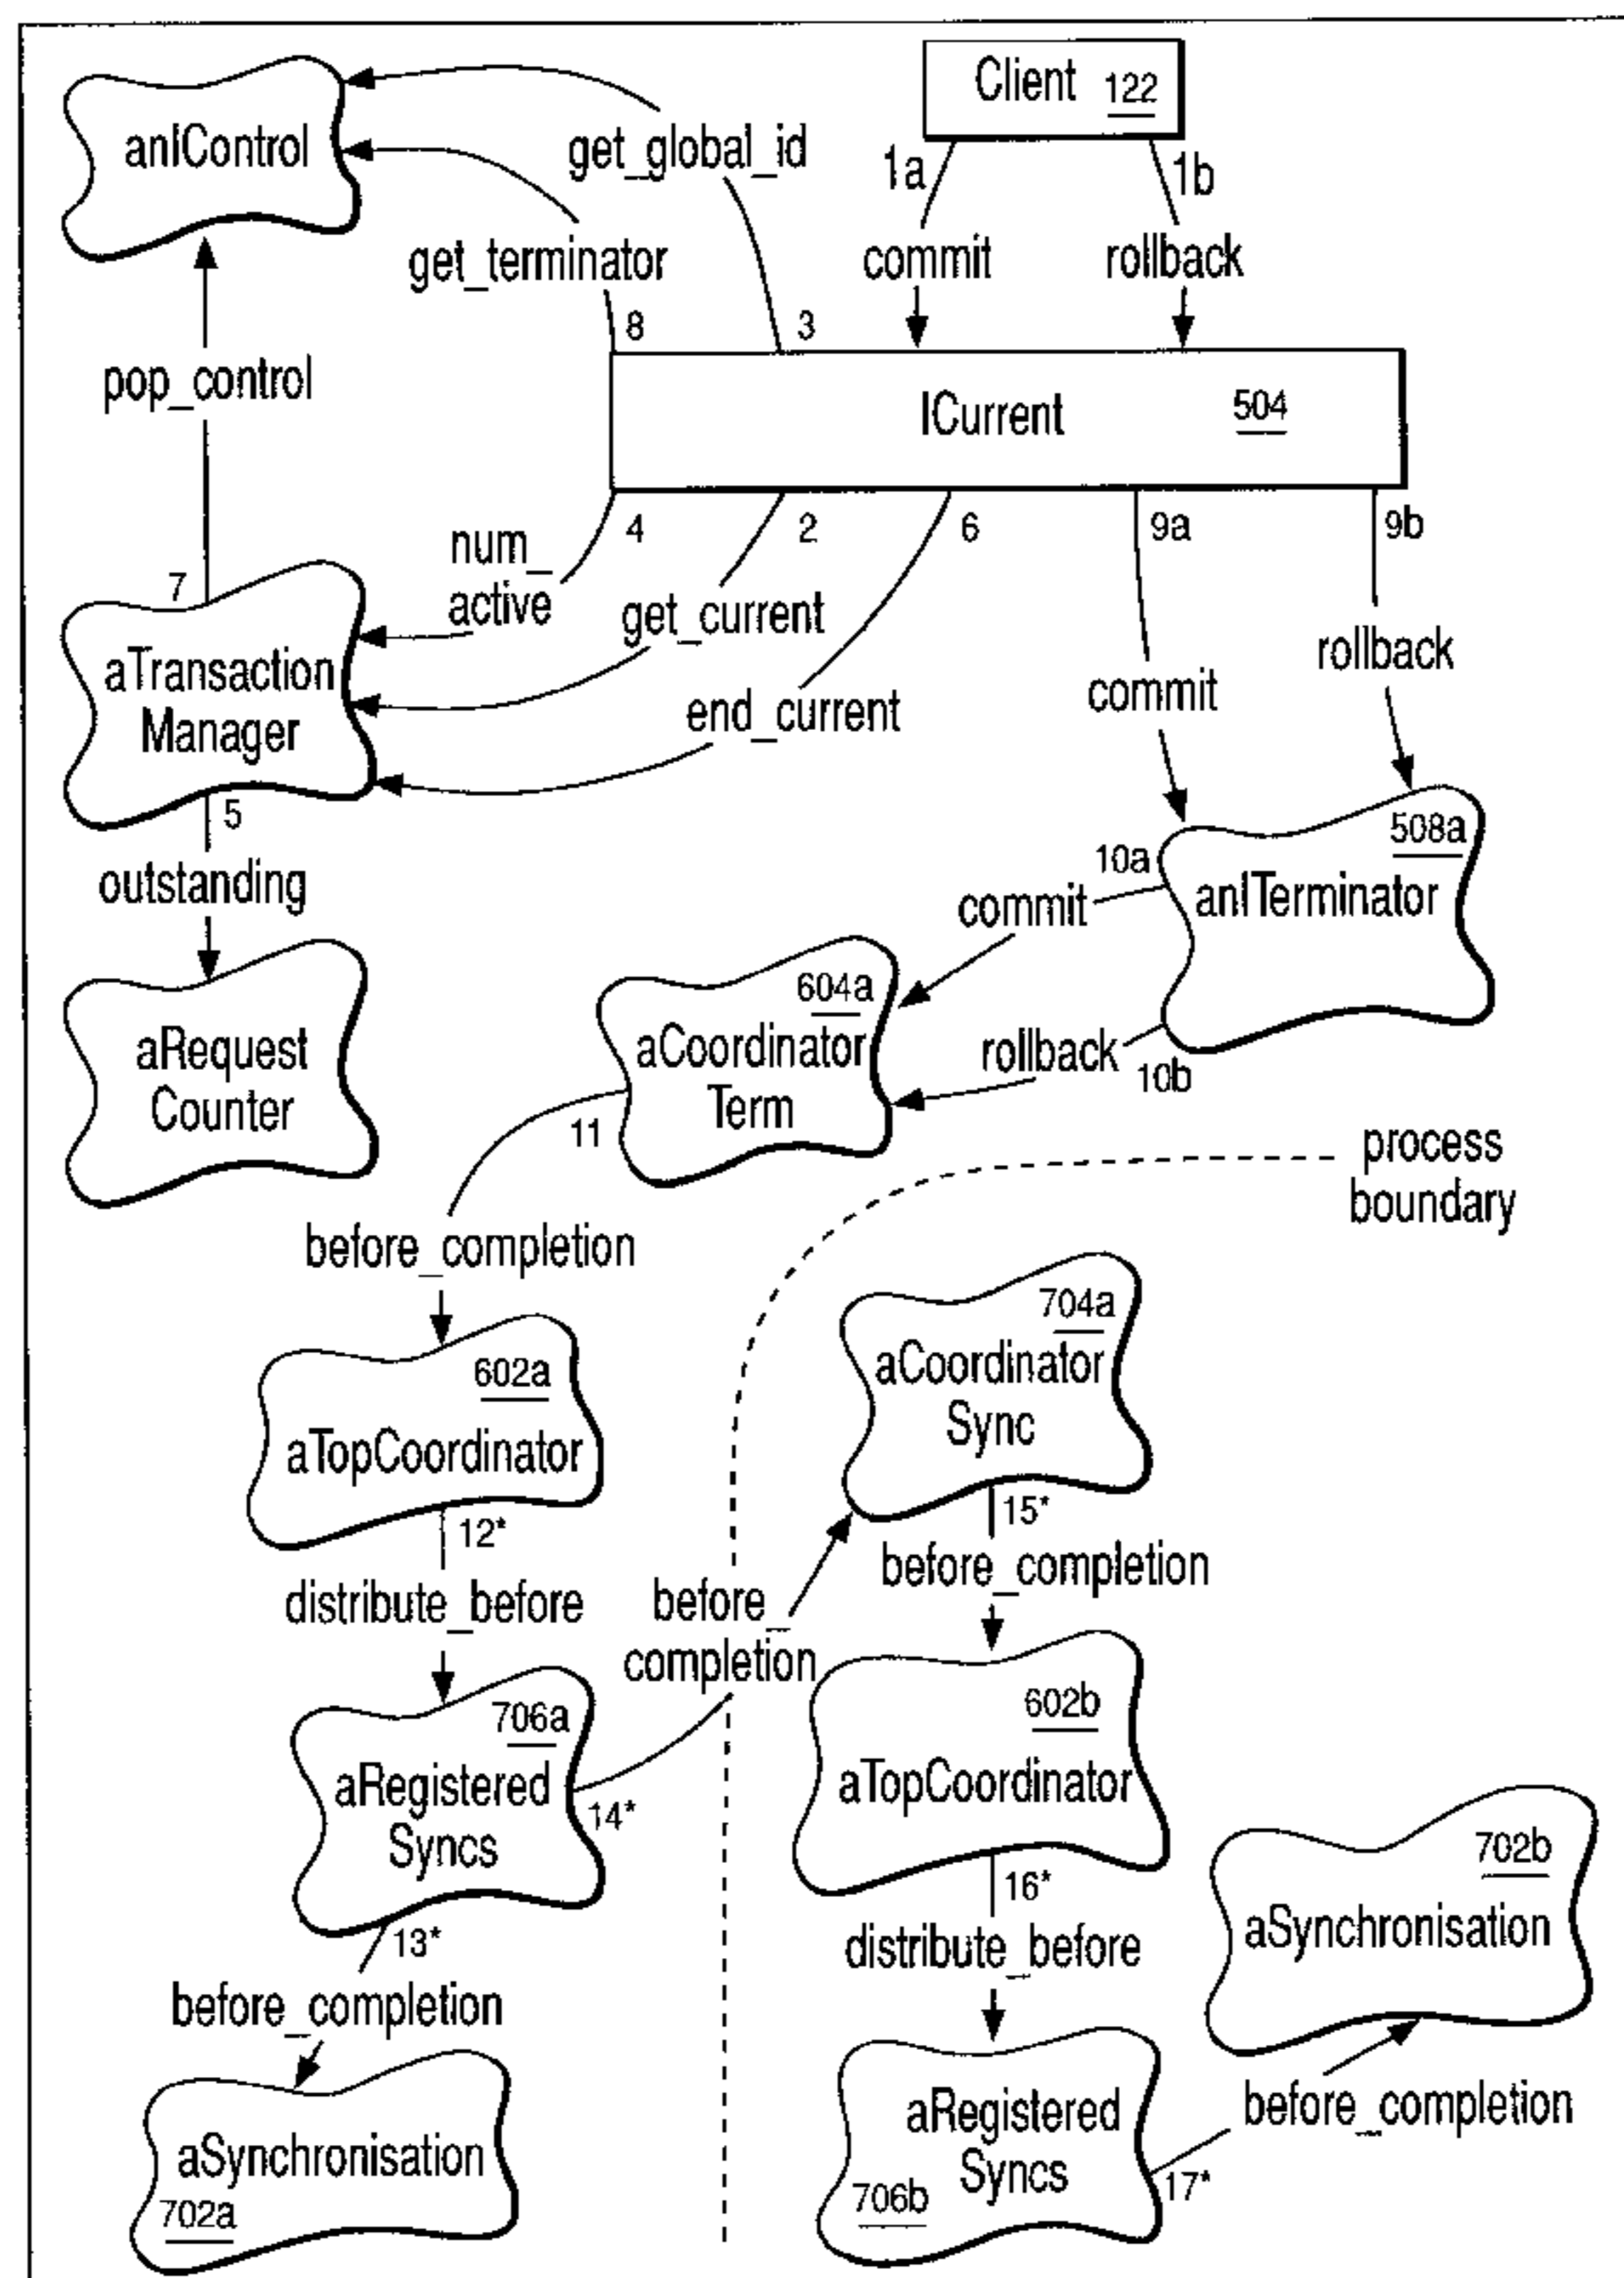 Client 122
anIControl
get_global_id
1a
1b
get_terminator
commit
rollback
8
3
pop_control
ICurrent 504
4
2
6
9a
9b
num_
active
get_current
7
rollback
aTransaction
Manager
commit
end_current
5
508a
outstanding
10a
anITerminator
commit
604a
aRequest
Counter
aCoordinator
Term
rollback
10b
11
process
boundary
before_completion
704a
602a
aCoordinator
Sync
aTopCoordinator
12*
15*
before_completion
distribute_before
before_
completion
706a
602b
aRegistered
Syncs
14*
aTopCoordinator
702b
13*
16*
aSynchronisation
distribute_before
before_completion
aRegistered
Syncs
before_completion
aSynchronisation
702a
706b
17*